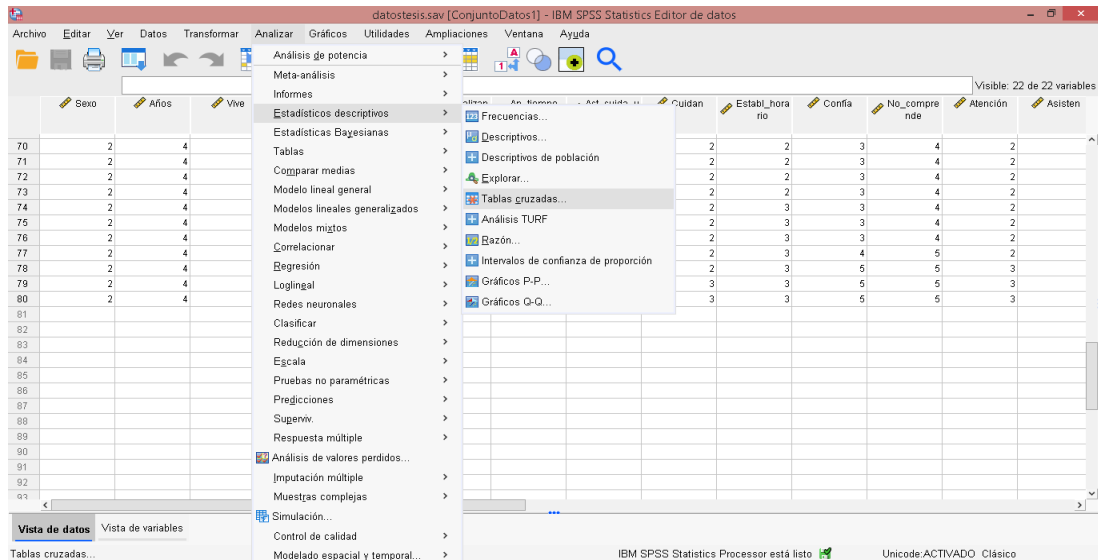 datostesis.sav [ConjuntoDatos1] - IBM SPSS Statistics Editor de datos
Archivo Editar Ver Datos Transformar Analizar Gráficos Utilidades Ampliaciones Ventana Ayuda
Visible: 22 de 22 variables
Sexo Años Vive Cuidan Establ_horario Confía No_comprende Atención Asisten
70 2 4 2 2 3 4 2
71 2 4 2 2 3 4 2
72 2 4 2 2 3 4 2
73 2 4 2 2 3 4 2
74 2 4 2 3 3 4 2
75 2 4 2 3 3 4 2
76 2 4 2 3 3 4 2
77 2 4 2 3 4 5 2
78 2 4 2 3 5 5 3
79 2 4 3 3 5 5 3
80 2 4 3 3 5 5 3
81
82
83
84
85
86
87
88
89
90
91
92
93
Análisis de potencia
Meta-análisis
Informes
Estadísticos descriptivos
Estadísticas Bayesianas
Tablas
Comparar medias
Modelo lineal general
Modelos lineales generalizados
Modelos mixtos
Correlacionar
Regresión
Loglineal
Redes neuronales
Clasificar
Reducción de dimensiones
Escala
Pruebas no paramétricas
Predicciones
Superviv.
Respuesta múltiple
Análisis de valores perdidos...
Imputación múltiple
Muestras complejas
Simulación...
Control de calidad
Modelado espacial y temporal...
Frecuencias...
Descriptivos...
Descriptivos de población
Explorar...
Tablas cruzadas...
Análisis TURF
Razón...
Intervalos de confianza de proporción
Gráficos P-P...
Gráficos Q-Q...
Vista de datos Vista de variables
Tablas cruzadas... IBM SPSS Statistics Processor está listo Unicode:ACTIVADO Clásico